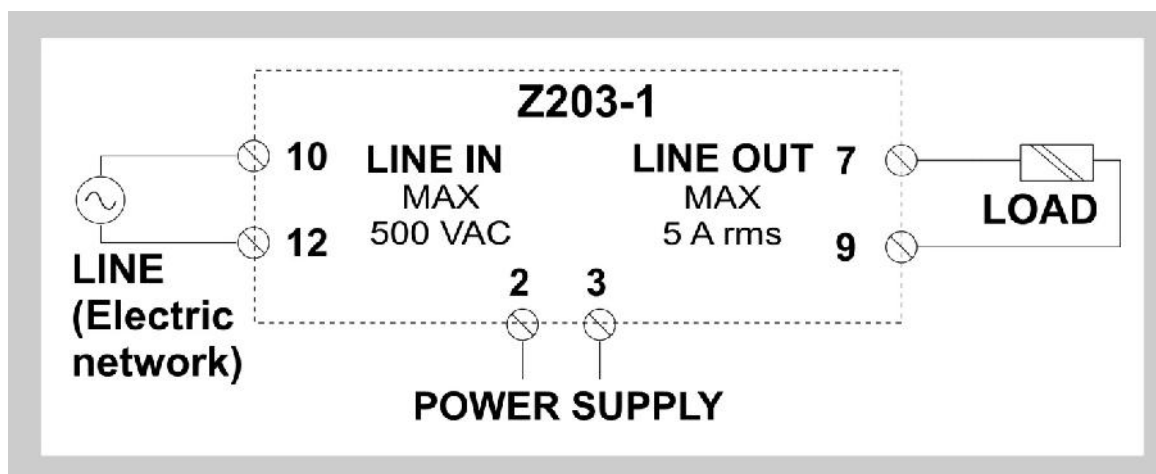 Z203-1
10
LINE IN
MAX
500 VAC
12
LINE OUT
MAX
5 A rms
7
9
LOAD
LINE
(Electric
network)
2
3
POWER SUPPLY